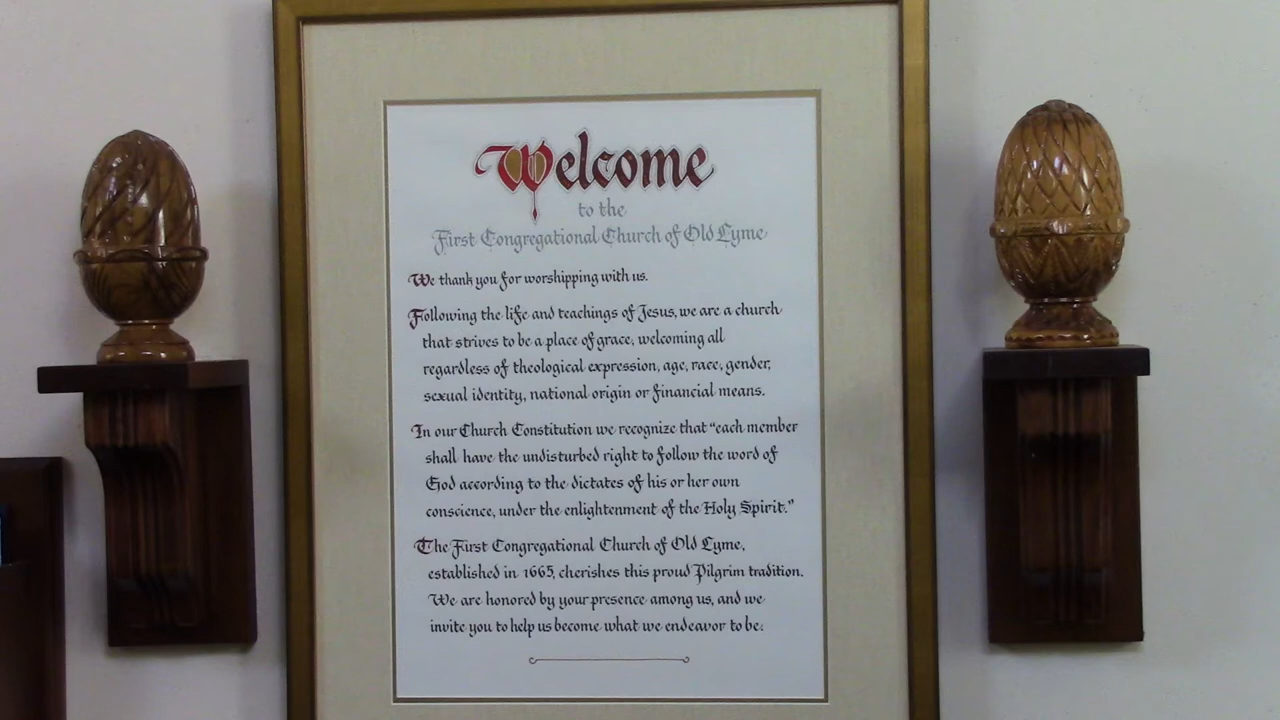 Welcome
to the
First Congregational Church of Old Lyme
We thank you for worshipping with us.
Following the life and teachings of Jesus, we are a church
that strives to be a place of grace, welcoming all
regardless of theological expression, age, race, gender,
sexual identity, national origin or financial means.
In our Church Constitution we recognize that “each member
shall have the undisturbed right to follow the word of
God according to the dictates of his or her own
conscience, under the enlightenment of the Holy Spirit.”
The First Congregational Church of Old Lyme,
established in 1665, cherishes this proud Pilgrim tradition.
We are honored by your presence among us, and we
invite you to help us become what we endeavor to be.